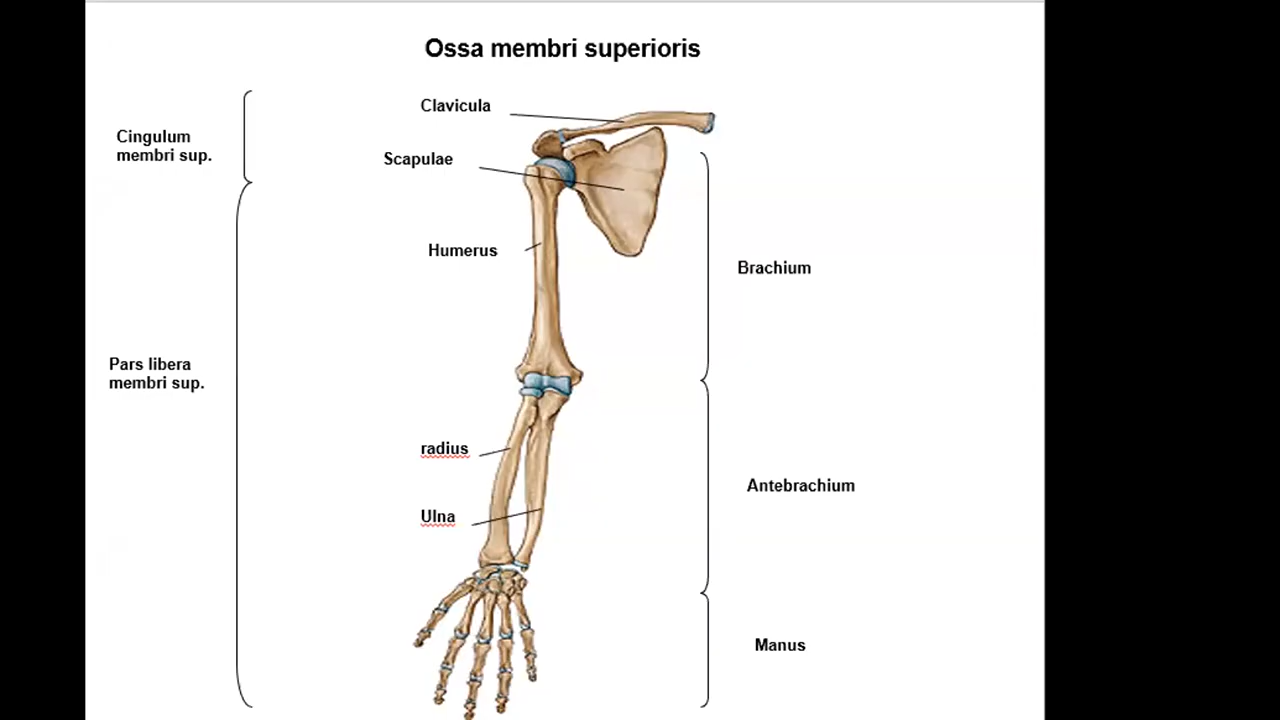 Ossa membri superioris
Clavicula
Cingulum
membri sup.
Scapulae
Humerus
Brachium
Pars libera
membri sup.
radius
Antebrachium
Ulna
Manus